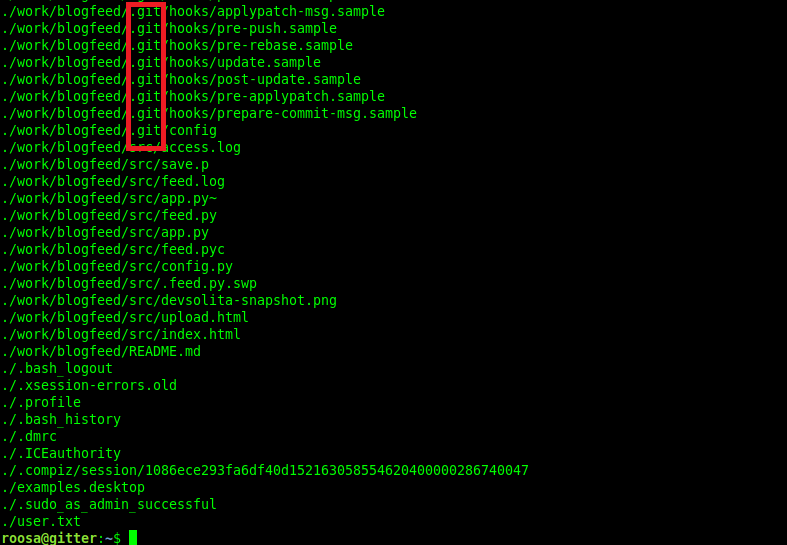 ./work/blogfeed/.git/hooks/applypatch-msg.sample
./work/blogfeed/.git/hooks/pre-push.sample
./work/blogfeed/.git/hooks/pre-rebase.sample
./work/blogfeed/.git/hooks/update.sample
./work/blogfeed/.git/hooks/post-update.sample
./work/blogfeed/.git/hooks/pre-applypatch.sample
./work/blogfeed/.git/hooks/prepare-commit-msg.sample
./work/blogfeed/.git/config
./work/blogfeed/src/access.log
./work/blogfeed/src/save.p
./work/blogfeed/src/feed.log
./work/blogfeed/src/app.py~
./work/blogfeed/src/feed.py
./work/blogfeed/src/app.py
./work/blogfeed/src/feed.pyc
./work/blogfeed/src/config.py
./work/blogfeed/src/.feed.py.swp
./work/blogfeed/src/devsolita-snapshot.png
./work/blogfeed/src/upload.html
./work/blogfeed/src/index.html
./work/blogfeed/README.md
./.bash_logout
./.xsession-errors.old
./.profile
./.bash_history
./.dmrc
./.ICEauthority
./.compiz/session/1086ece293fa6df40d152163058554620400000286740047
./examples.desktop
./.sudo_as_admin_successful
./user.txt
roosa@gitter:~$